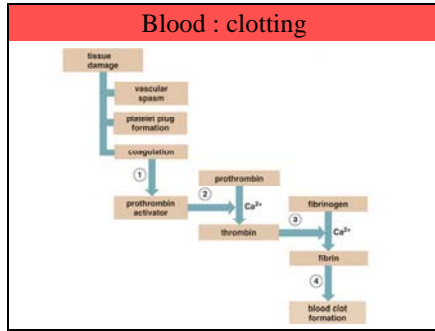 Blood : clotting
tissue
damage
vascular
spasm
platelet plug
formation
coagulation
1
prothrombin
activator
2
prothrombin
Ca2+
thrombin
3
fibrinogen
Ca2+
fibrin
4
blood clot
formation